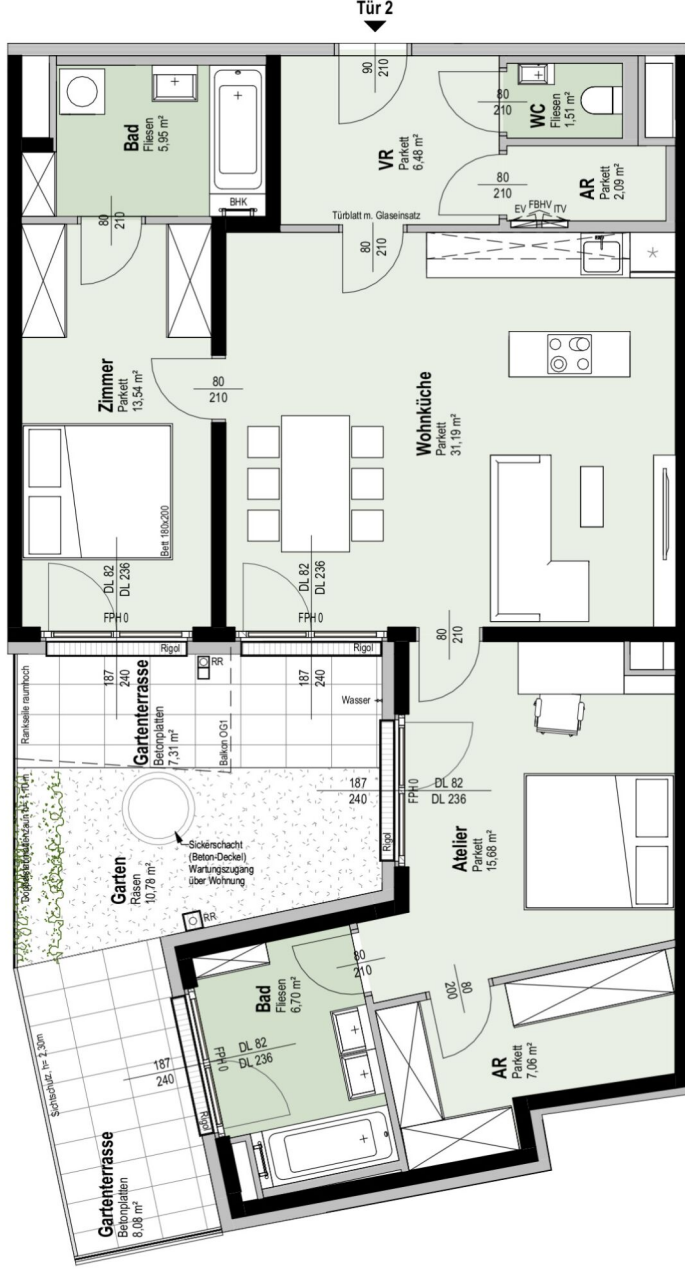 Tür 2
90
210
Bad
Fliesen
5,95 m²
BHK
80
210
VR
Parkett
6,48 m²
Türblatt m. Glaseinsatz
80
210
80
210
WC
Fliesen
1,51 m²
80
210
AR
Parkett
2,09 m²
EV FBHV ITV
Zimmer
Parkett
13,54 m²
80
210
Bett 180x200
DL 82
DL 236
FPH 0
Rigol
187
240
Wohnküche
Parkett
31,19 m²
DL 82
DL 236
FPH 0
Rigol
187
240
80
210
RR
Rankseile raumhoch
Gartenterrasse
Betonplatten
7,31 m²
Balkon OG1
Wasser
Garten
Rasen
10,78 m²
Sickerschacht
(Beton-Deckel)
Wartungszugang
über Wohnung
187
240
FPH 0
DL 82
DL 236
Rigol
Atelier
Parkett
15,68 m²
RR
Bad
Fliesen
6,70 m²
80
210
80
200
AR
Parkett
7,06 m²
187
240
FPH 0
DL 82
DL 236
Rigol
Sichtschutz, h= 2,30m
Gartenterrasse
Betonplatten
8,08 m²